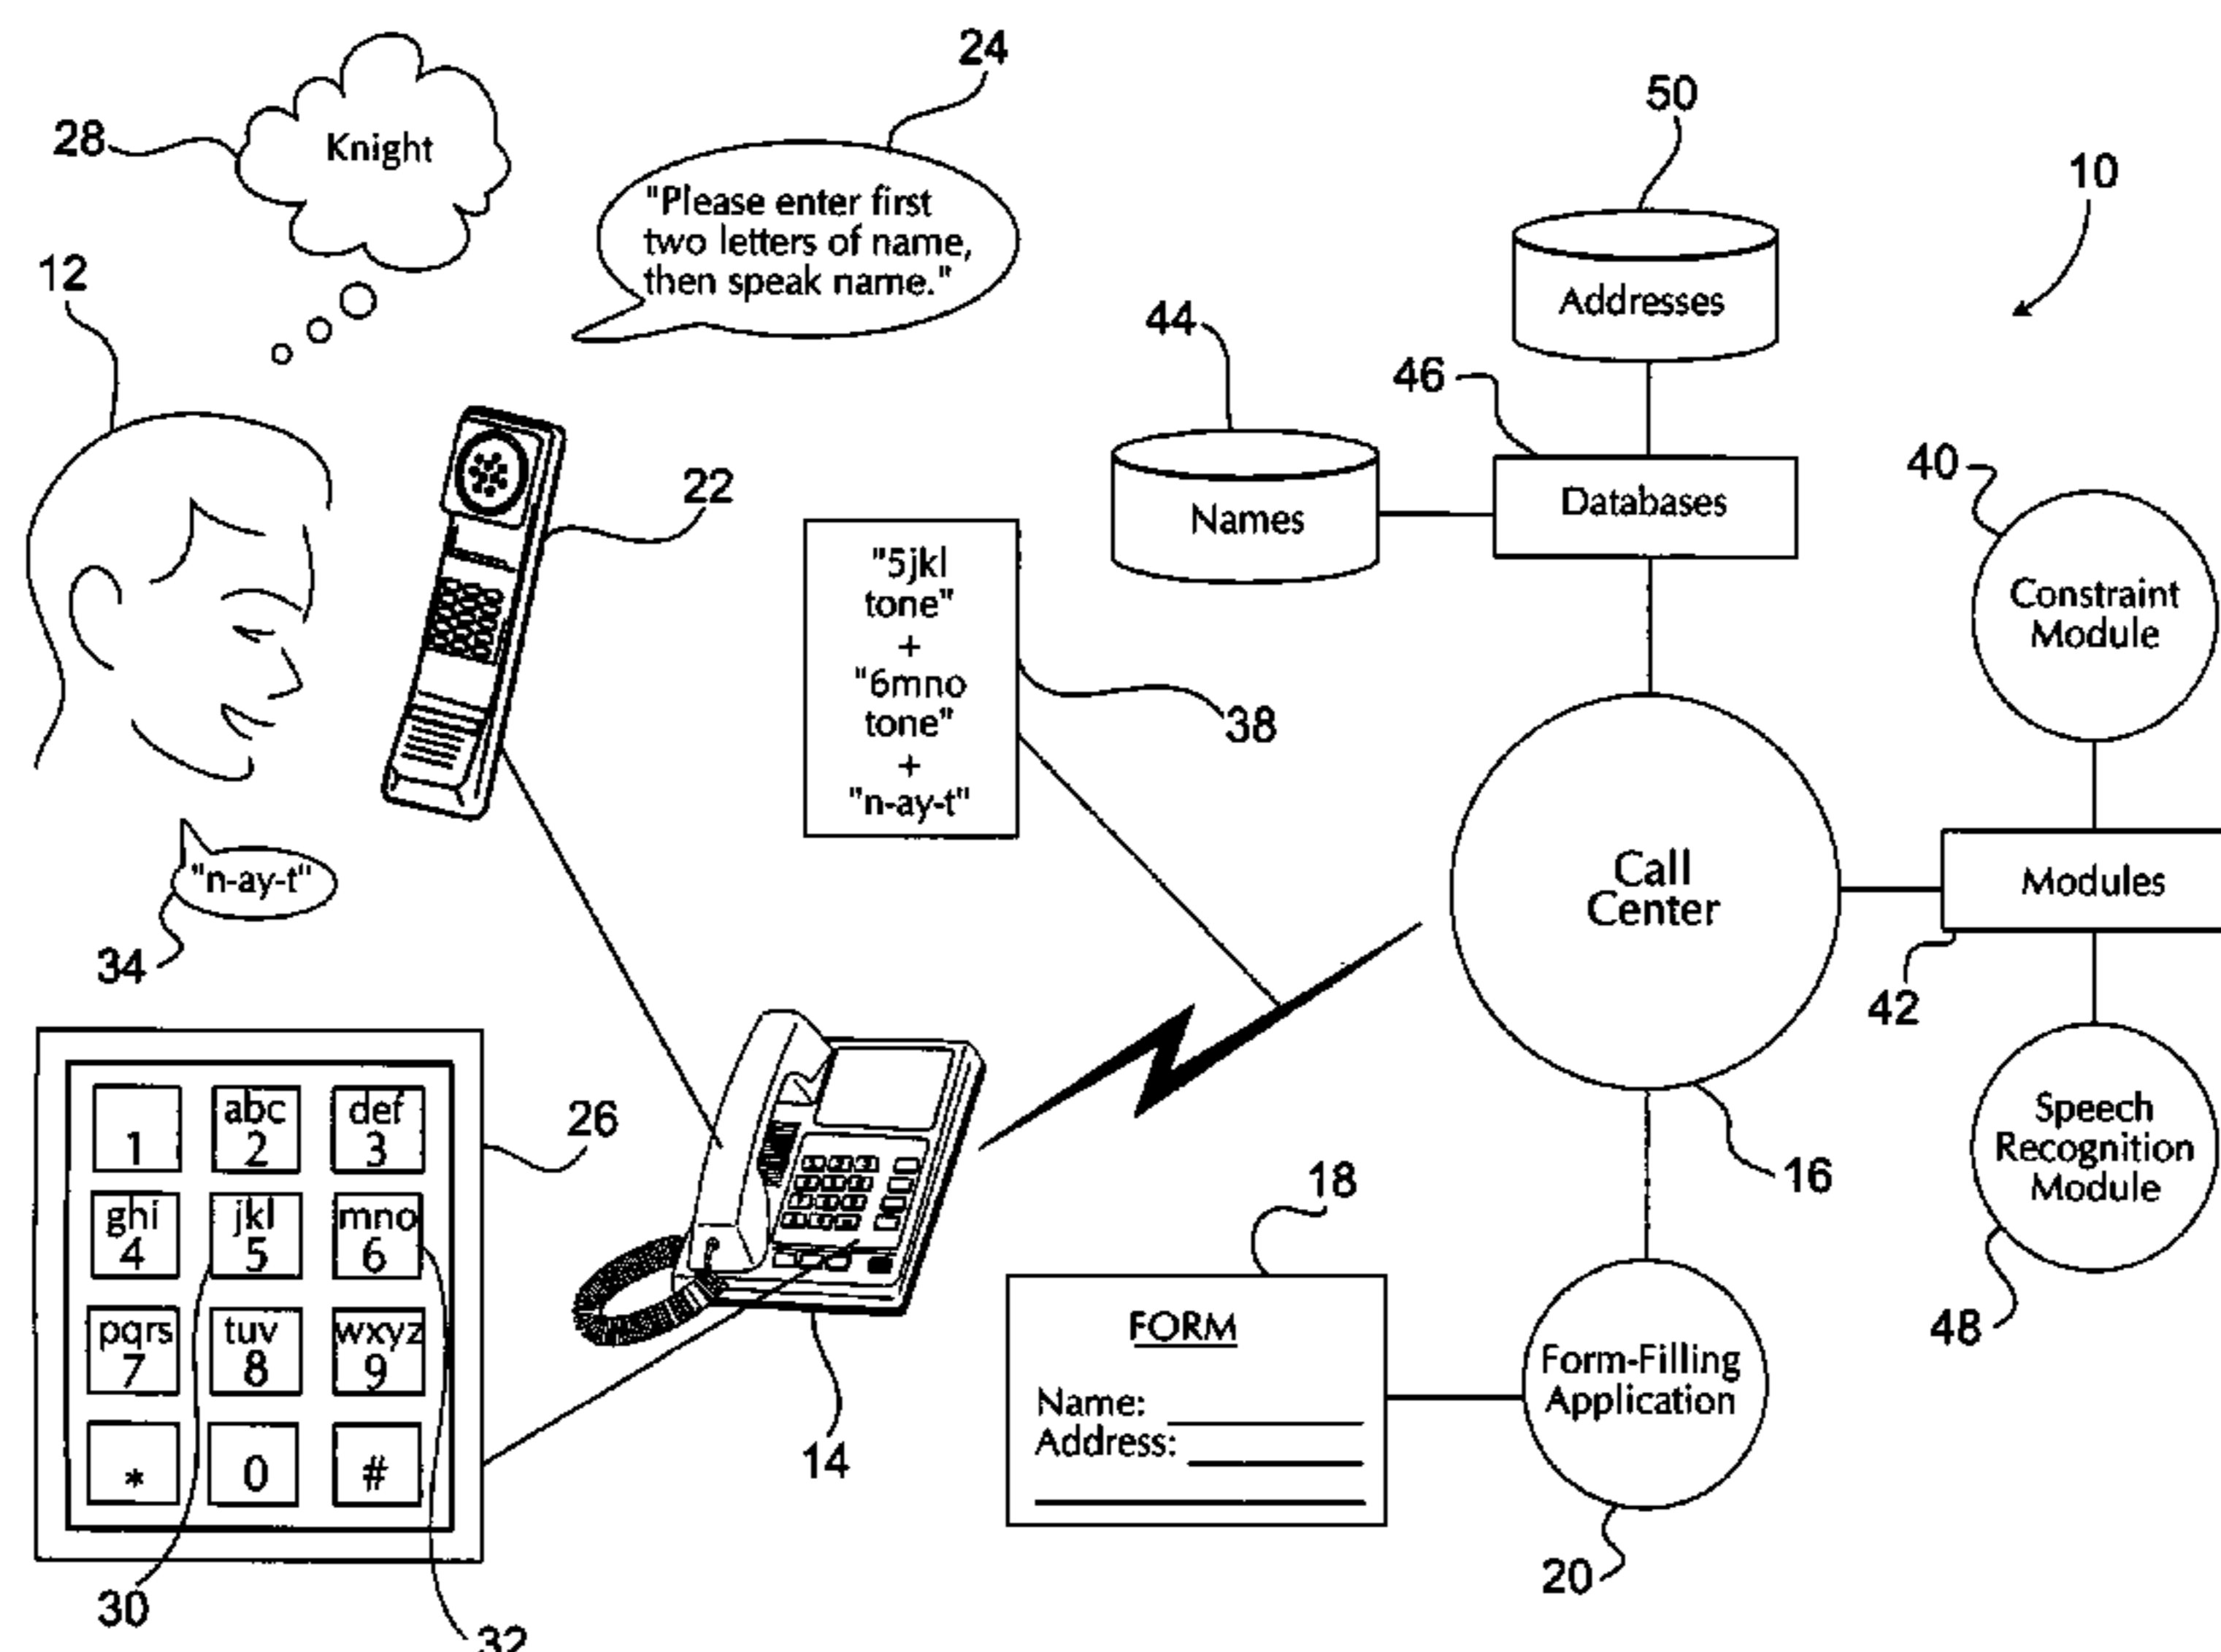 24
28
Knight
50
10
"Please enter first
two letters of name,
then speak name."
12
Addresses
44
46
40
22
Databases
Names
"5jkl
tone"
+
"6mno
tone"
+
"n-ay-t"
38
Constraint
Module
Call
Center
Modules
"n-ay-t"
34
42
1
abc
2
def
3
26
ghi
4
jkl
5
mno
6
pqrs
7
tuv
8
wxyz
9
*
0
#
16
Speech
Recognition
Module
48
18
FORM
Name:
Address:
Form-Filling
Application
14
20
30
32